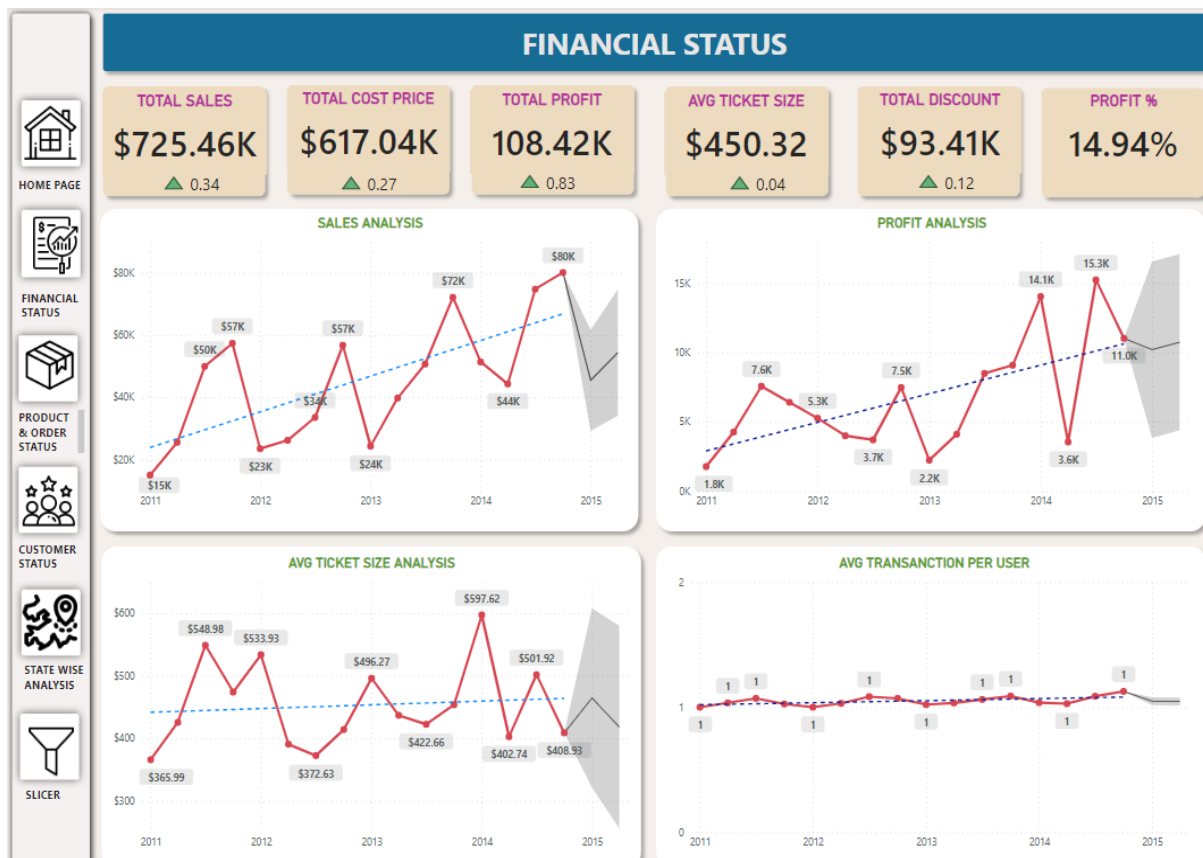 FINANCIAL STATUS
HOME PAGE
FINANCIAL
STATUS
PRODUCT
& ORDER
STATUS
CUSTOMER
STATUS
STATE WISE
ANALYSIS
SLICER
TOTAL SALES
$725.46K
0.34
TOTAL COST PRICE
$617.04K
0.27
TOTAL PROFIT
108.42K
0.83
AVG TICKET SIZE
$450.32
0.04
TOTAL DISCOUNT
$93.41K
0.12
PROFIT %
14.94%
SALES ANALYSIS
$80K
$60K
$40K
$20K
$15K
$50K
$57K
$23K
$34K
$57K
$24K
$72K
$44K
$80K
2011
2012
2013
2014
2015
PROFIT ANALYSIS
15K
10K
5K
0K
1.8K
7.6K
5.3K
3.7K
7.5K
2.2K
14.1K
3.6K
15.3K
11.0K
2011
2012
2013
2014
2015
AVG TICKET SIZE ANALYSIS
$600
$500
$400
$300
$365.99
$548.98
$533.93
$372.63
$496.27
$422.66
$597.62
$402.74
$501.92
$408.93
2011
2012
2013
2014
2015
AVG TRANSANCTION PER USER
2
1
0
1
1
1
1
1
1
1
1
1
1
2011
2012
2013
2014
2015